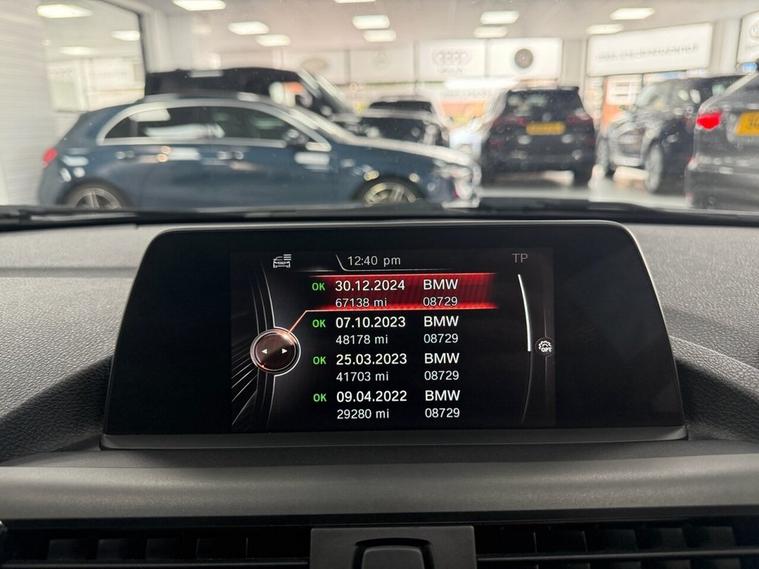 12:40 pm TP
OK 30.12.2024 BMW
67138 mi 08729
OK 07.10.2023 BMW
48178 mi 08729
OK 25.03.2023 BMW
41703 mi 08729
OK 09.04.2022 BMW
29280 mi 08729
OPT